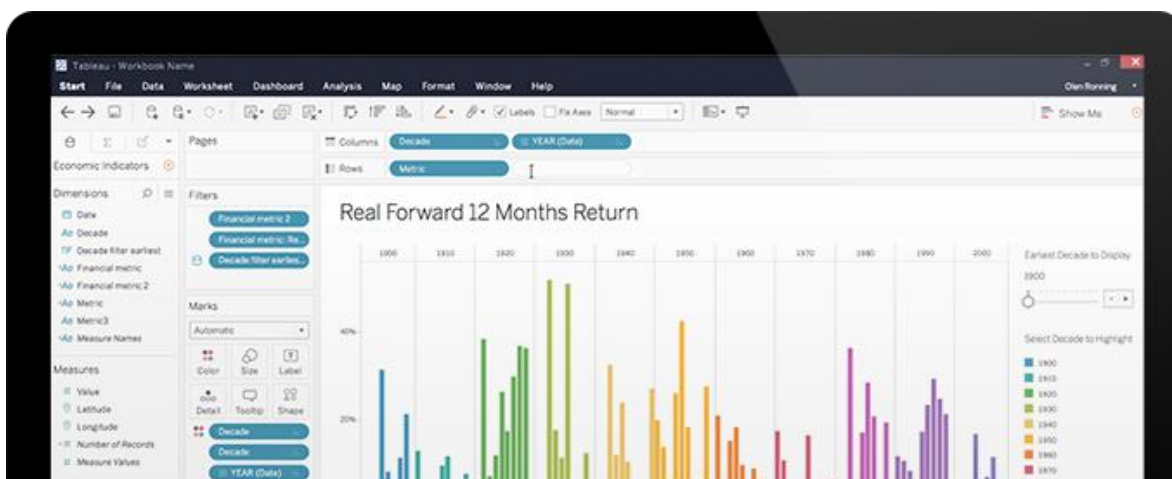 Tableau - Workbook Name
Start File Data Worksheet Dashboard Analysis Map Format Window Help
Olen Ronning
Labels Fix Axes Normal
Show Me
Pages
Columns Decade YEAR (Date)
Economic Indicators
Rows Metric
Dimensions
Date
Decade
Decade filter earliest
Financial metric
Financial metric 2
Metric
Metric3
Measure Names
Measures
Value
Latitude
Longitude
Number of Records
Measure Values
Filters
Financial metric 2
Financial metric: Re...
Decade filter earlies...
Marks
Automatic
Color Size Label
Detail Tooltip Shape
Decade
Decade
YEAR (Date)
Real Forward 12 Months Return
1900 1910 1920 1930 1940 1950 1960 1970 1980 1990 2000
40%
20%
Earliest Decade to Display
1900
Select Decade to Highlight
1900
1910
1920
1930
1940
1950
1960
1970